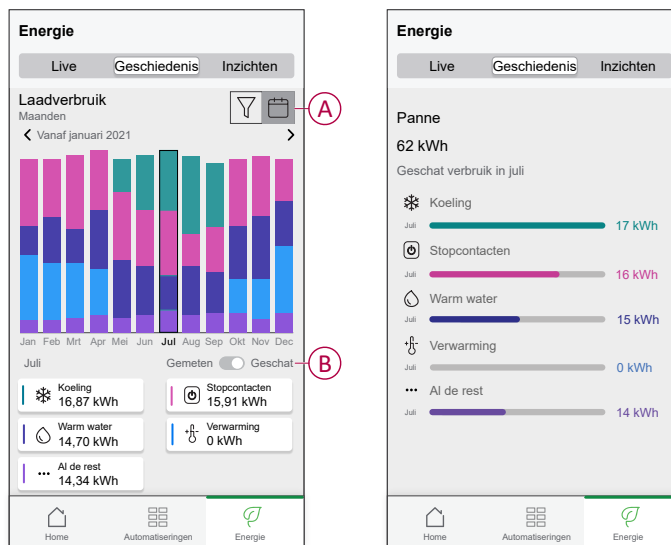 Energie
Live Geschiedenis Inzichten
Laadverbruik
Maanden
A
Vanaf januari 2021
Jan Feb Mrt Apr Mei Jun Jul Aug Sep Okt Nov Dec
Juli Gemeten Geschat
B
Koeling
16,87 kWh
Stopcontacten
15,91 kWh
Warm water
14,70 kWh
Verwarming
0 kWh
Al de rest
14,34 kWh
Home Automatiseringen Energie
Energie
Live Geschiedenis Inzichten
Panne
62 kWh
Geschat verbruik in juli
Koeling
Juli 17 kWh
Stopcontacten
Juli 16 kWh
Warm water
Juli 15 kWh
Verwarming
Juli 0 kWh
Al de rest
Juli 14 kWh
Home Automatiseringen Energie